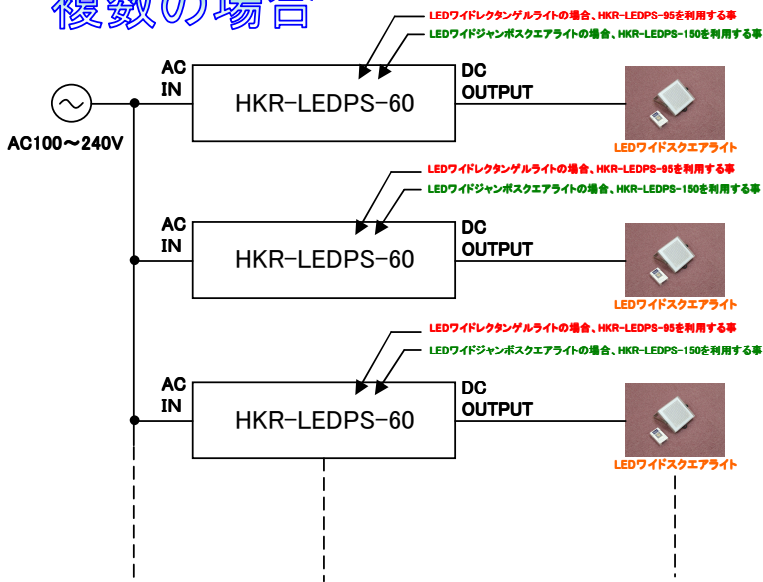 複数の場合
LEDワイドレクタンゲルライトの場合、HKR-LEDPS-95を利用する事
LEDワイドジャンボスクエアライトの場合、HKR-LEDPS-150を利用する事
AC
IN
HKR-LEDPS-60
DC
OUTPUT
AC100～240V
LEDワイドスクエアライト
LEDワイドレクタンゲルライトの場合、HKR-LEDPS-95を利用する事
LEDワイドジャンボスクエアライトの場合、HKR-LEDPS-150を利用する事
AC
IN
HKR-LEDPS-60
DC
OUTPUT
LEDワイドスクエアライト
LEDワイドレクタンゲルライトの場合、HKR-LEDPS-95を利用する事
LEDワイドジャンボスクエアライトの場合、HKR-LEDPS-150を利用する事
AC
IN
HKR-LEDPS-60
DC
OUTPUT
LEDワイドスクエアライト